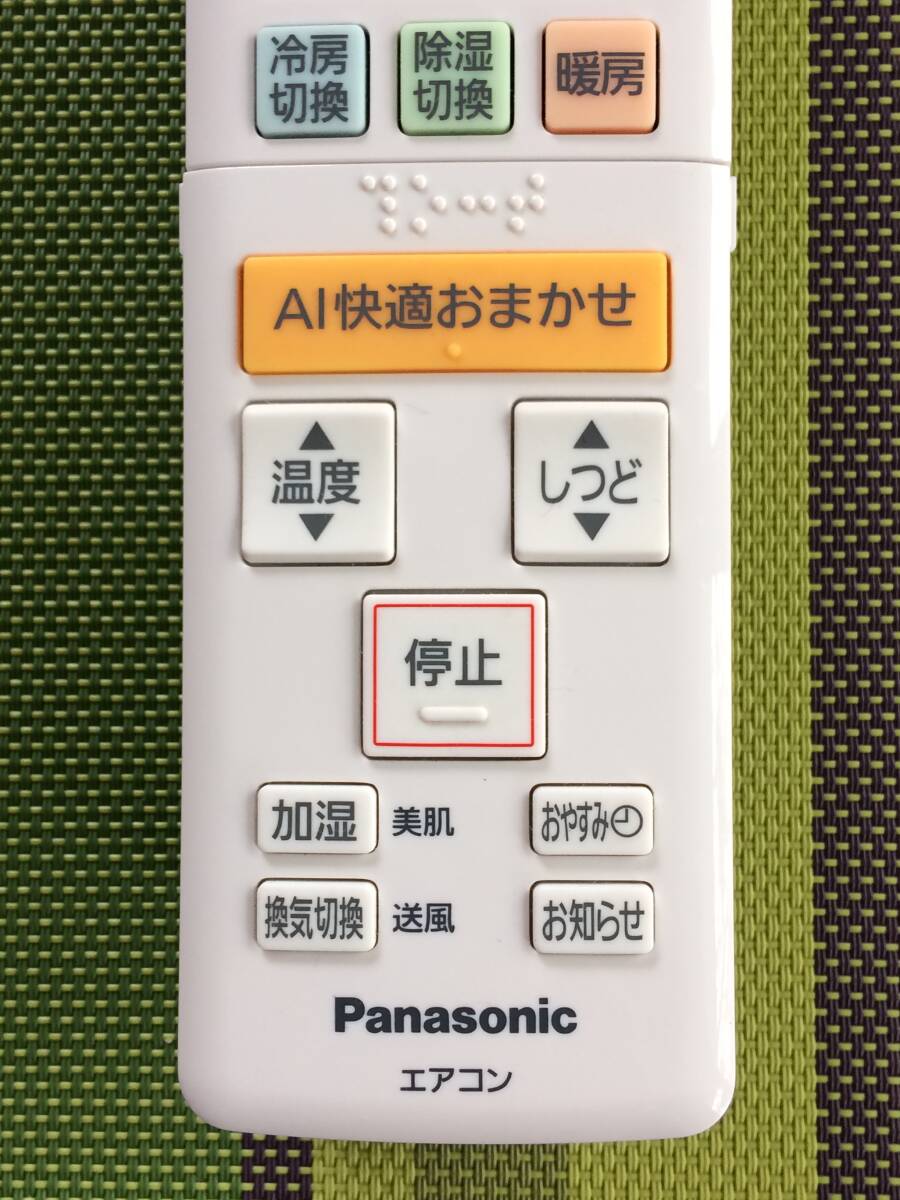 冷房
切換
除湿
切換
暖房
AI快適おまかせ
▲
温度
▼
▲
しつど
▼
停止
加湿 美肌
おやすみ
換気切換 送風
お知らせ
Panasonic
エアコン